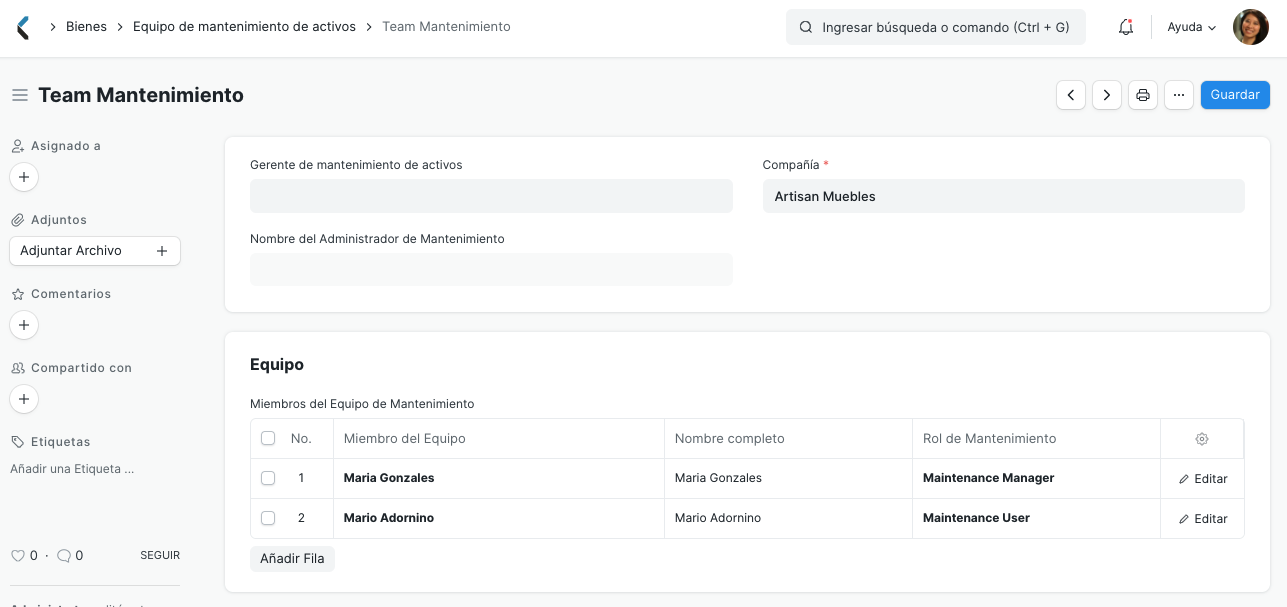 Bienes > Equipo de mantenimiento de activos > Team Mantenimiento
Ingresar búsqueda o comando (Ctrl + G)
Ayuda
Team Mantenimiento
Guardar
Asignado a
Adjuntos
Adjuntar Archivo
Comentarios
Compartido con
Etiquetas
Añadir una Etiqueta ...
0 · 0 SEGUIR
Gerente de mantenimiento de activos
Compañía *
Artisan Muebles
Nombre del Administrador de Mantenimiento
Equipo
Miembros del Equipo de Mantenimiento
No. Miembro del Equipo Nombre completo Rol de Mantenimiento
1 Maria Gonzales Maria Gonzales Maintenance Manager Editar
2 Mario Adornino Mario Adornino Maintenance User Editar
Añadir Fila